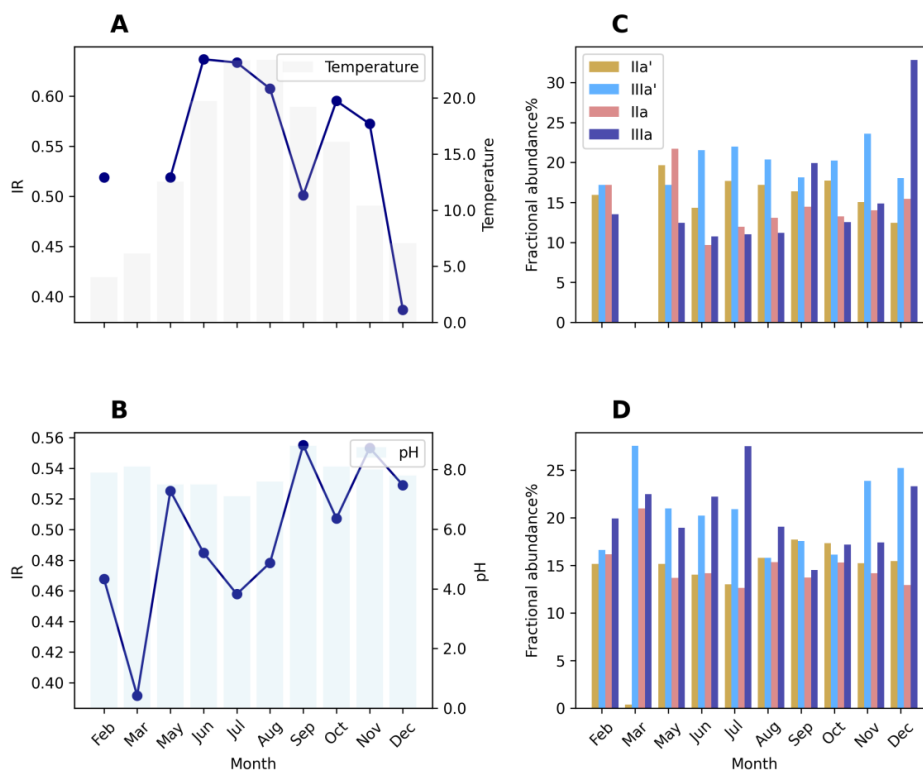 A
IR
0.60
0.55
0.50
0.45
0.40
Temperature
20.0
15.0
10.0
5.0
0.0
Temperature
C
Fractional abundance%
30
25
20
15
10
5
0
IIa'
IIIa'
IIa
IIIa
B
IR
0.56
0.54
0.52
0.50
0.48
0.46
0.44
0.42
0.40
pH
8.0
6.0
4.0
2.0
0.0
pH
Feb Mar May Jun Jul Aug Sep Oct Nov Dec
Month
D
Fractional abundance%
25
20
15
10
5
0
Feb Mar May Jun Jul Aug Sep Oct Nov Dec
Month